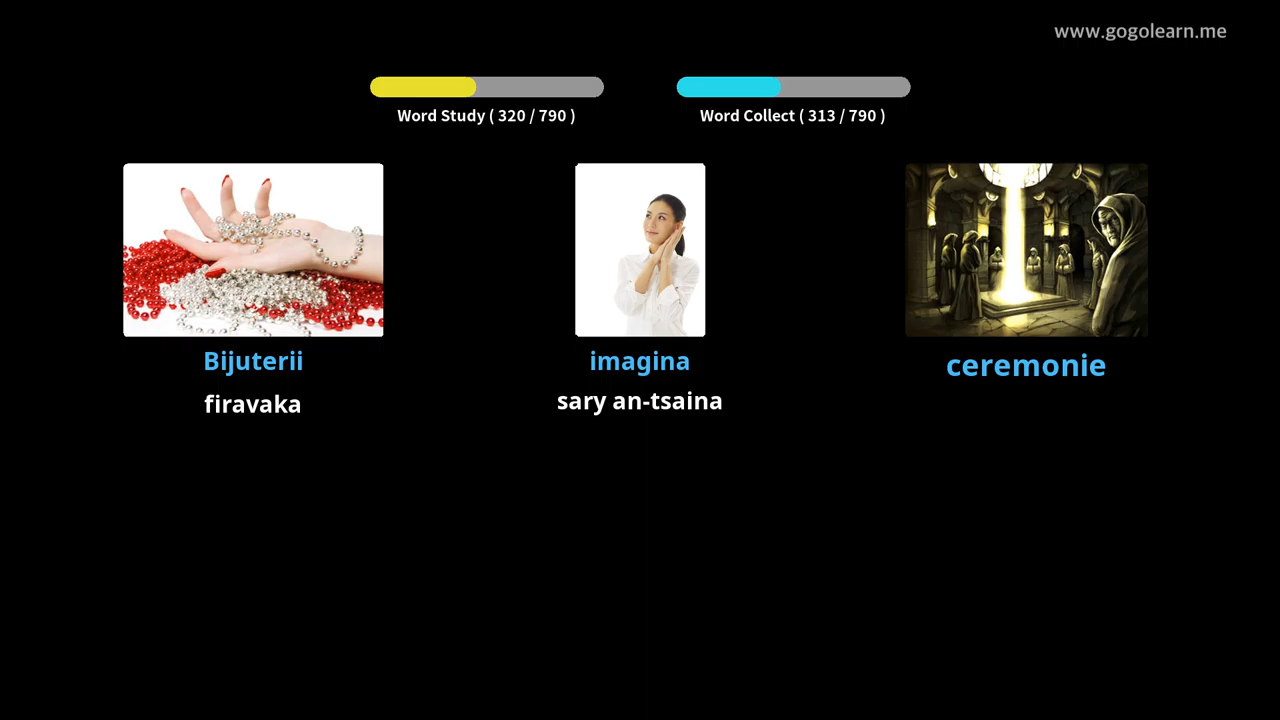 www.gogolearn.me
Word Study ( 320 / 790 )
Word Collect ( 313 / 790 )
Bijuterii
imagina
ceremonie
firavaka
sary an-tsaina